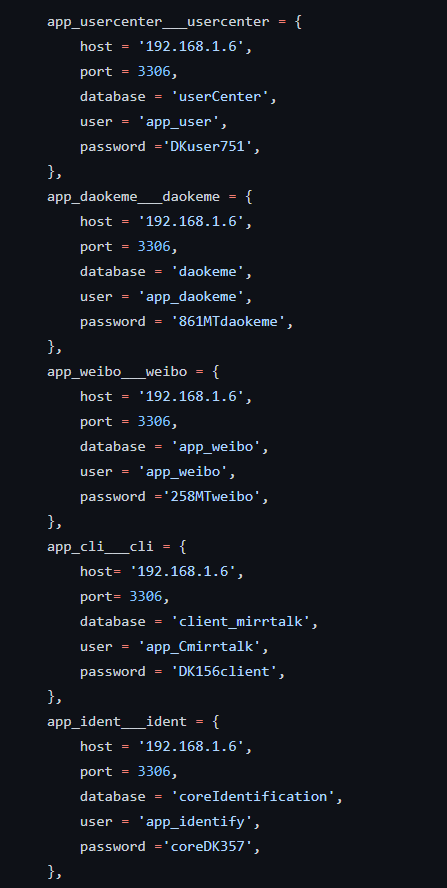 app_usercenter___usercenter = {
host = '192.168.1.6',
port = 3306,
database = 'userCenter',
user = 'app_user',
password ='DKuser751',
},
app_daokeme___daokeme = {
host = '192.168.1.6',
port = 3306,
database = 'daokeme',
user = 'app_daokeme',
password = '861MTdaokeme',
},
app_weibo___weibo = {
host = '192.168.1.6',
port = 3306,
database = 'app_weibo',
user = 'app_weibo',
password ='258MTweibo',
},
app_cli___cli = {
host= '192.168.1.6',
port= 3306,
database = 'client_mirrtalk',
user = 'app_Cmirrtalk',
password = 'DK156client',
},
app_ident___ident = {
host = '192.168.1.6',
port = 3306,
database = 'coreIdentification',
user = 'app_identify',
password ='coreDK357',
},